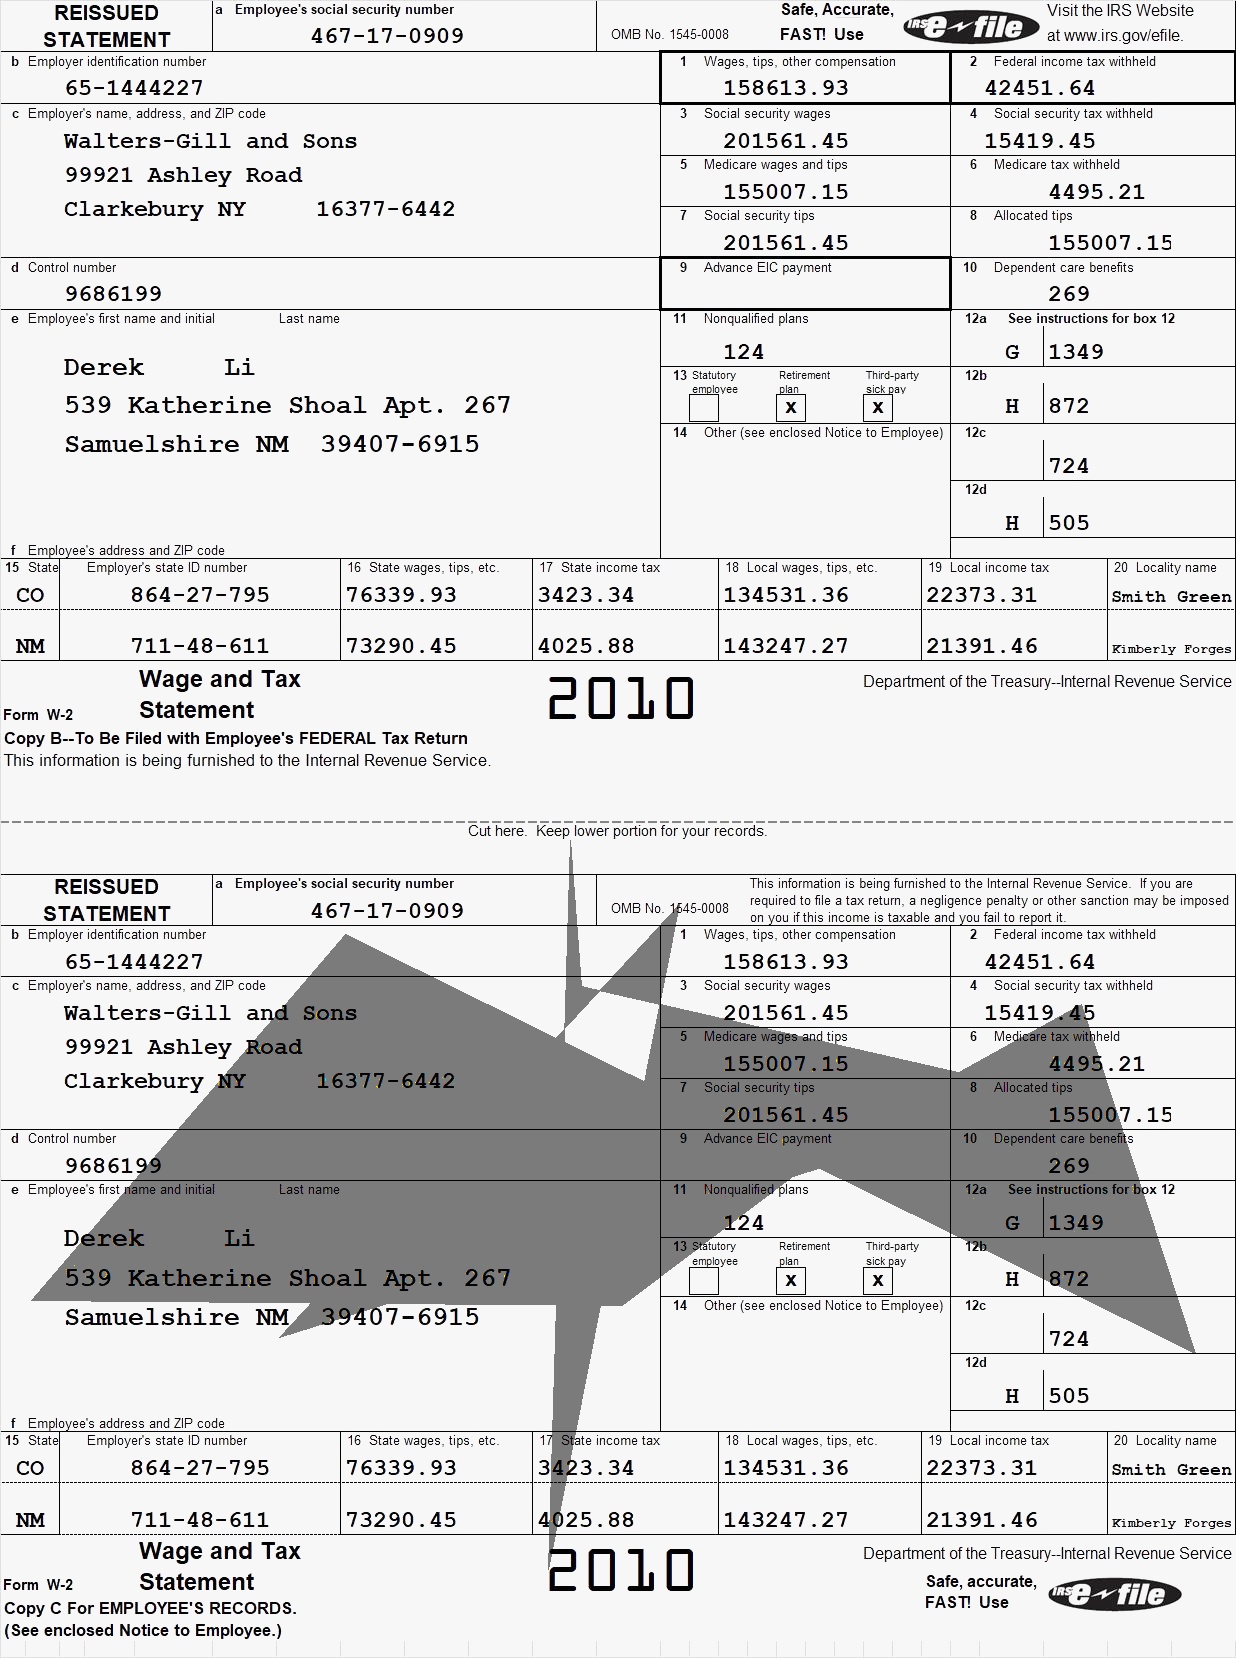 REISSUED
STATEMENT
a Employee's social security number
467-17-0909
OMB No. 1545-0008
Safe, Accurate,
FAST! Use
IRS e-file
Visit the IRS Website
at www.irs.gov/efile.
b Employer identification number
65-1444227
1 Wages, tips, other compensation
158613.93
2 Federal income tax withheld
42451.64
c Employer's name, address, and ZIP code
Walters-Gill and Sons
99921 Ashley Road
Clarkebury NY 16377-6442
3 Social security wages
201561.45
4 Social security tax withheld
15419.45
5 Medicare wages and tips
155007.15
6 Medicare tax withheld
4495.21
7 Social security tips
201561.45
8 Allocated tips
155007.15
d Control number
9686199
9 Advance EIC payment
10 Dependent care benefits
269
e Employee's first name and initial Last name
Derek Li
539 Katherine Shoal Apt. 267
Samuelshire NM 39407-6915
11 Nonqualified plans
124
12a See instructions for box 12
G 1349
13 Statutory employee
Retirement plan
X
Third-party sick pay
X
12b
H 872
14 Other (see enclosed Notice to Employee)
12c
724
12d
H 505
f Employee's address and ZIP code
15 State Employer's state ID number 16 State wages, tips, etc. 17 State income tax 18 Local wages, tips, etc. 19 Local income tax 20 Locality name
CO 864-27-795 76339.93 3423.34 134531.36 22373.31 Smith Green
NM 711-48-611 73290.45 4025.88 143247.27 21391.46 Kimberly Forges
Form W-2
Wage and Tax
Statement
2010
Department of the Treasury--Internal Revenue Service
Copy B--To Be Filed with Employee's FEDERAL Tax Return
This information is being furnished to the Internal Revenue Service.
Cut here. Keep lower portion for your records.
REISSUED
STATEMENT
a Employee's social security number
467-17-0909
OMB No. 1545-0008
This information is being furnished to the Internal Revenue Service. If you are
required to file a tax return, a negligence penalty or other sanction may be imposed
on you if this income is taxable and you fail to report it.
b Employer identification number
65-1444227
1 Wages, tips, other compensation
158613.93
2 Federal income tax withheld
42451.64
c Employer's name, address, and ZIP code
Walters-Gill and Sons
99921 Ashley Road
Clarkebury NY 16377-6442
3 Social security wages
201561.45
4 Social security tax withheld
15419.45
5 Medicare wages and tips
155007.15
6 Medicare tax withheld
4495.21
7 Social security tips
201561.45
8 Allocated tips
155007.15
d Control number
9686199
9 Advance EIC payment
10 Dependent care benefits
269
e Employee's first name and initial Last name
Derek Li
539 Katherine Shoal Apt. 267
Samuelshire NM 39407-6915
11 Nonqualified plans
124
12a See instructions for box 12
G 1349
13 Statutory employee
Retirement plan
X
Third-party sick pay
X
12b
H 872
14 Other (see enclosed Notice to Employee)
12c
724
12d
H 505
f Employee's address and ZIP code
15 State Employer's state ID number 16 State wages, tips, etc. 17 State income tax 18 Local wages, tips, etc. 19 Local income tax 20 Locality name
CO 864-27-795 76339.93 3423.34 134531.36 22373.31 Smith Green
NM 711-48-611 73290.45 4025.88 143247.27 21391.46 Kimberly Forges
Form W-2
Wage and Tax
Statement
2010
Department of the Treasury--Internal Revenue Service
Safe, accurate,
FAST! Use
IRS e-file
Copy C For EMPLOYEE'S RECORDS.
(See enclosed Notice to Employee.)